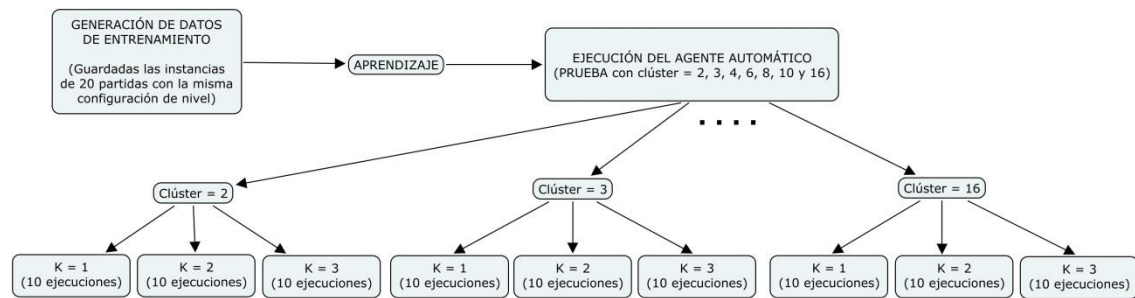 GENERACIÓN DE DATOS
DE ENTRENAMIENTO
(Guardadas las instancias
de 20 partidas con la misma
configuración de nivel)
APRENDIZAJE
EJECUCIÓN DEL AGENTE AUTOMÁTICO
(PRUEBA con clúster = 2, 3, 4, 6, 8, 10 y 16)
. . . .
Clúster = 2
Clúster = 3
Clúster = 16
K = 1
(10 ejecuciones)
K = 2
(10 ejecuciones)
K = 3
(10 ejecuciones)
K = 1
(10 ejecuciones)
K = 2
(10 ejecuciones)
K = 3
(10 ejecuciones)
K = 1
(10 ejecuciones)
K = 2
(10 ejecuciones)
K = 3
(10 ejecuciones)